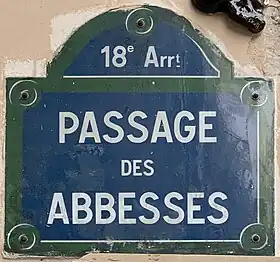 18e Arrt
PASSAGE
DES
ABBESSES